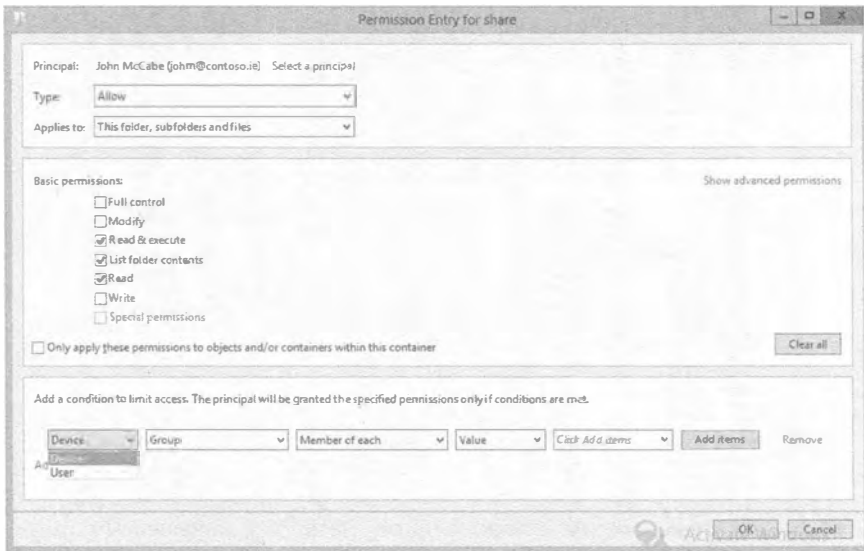 Permission Entry for share
Principal: John McCabe (johm@contoso.ie) Select a principal
Type: Allow
Applies to: This folder, subfolders and files
Basic permissions:
Show advanced permissions
Full control
Modify
Read & execute
List folder contents
Read
Write
Special permissions
Only apply these permissions to objects and/or containers within this container
Clear all
Add a condition to limit access. The principal will be granted the specified permissions only if conditions are met.
Device Group Member of each Value Click Add items Add items Remove
User
OK Cancel